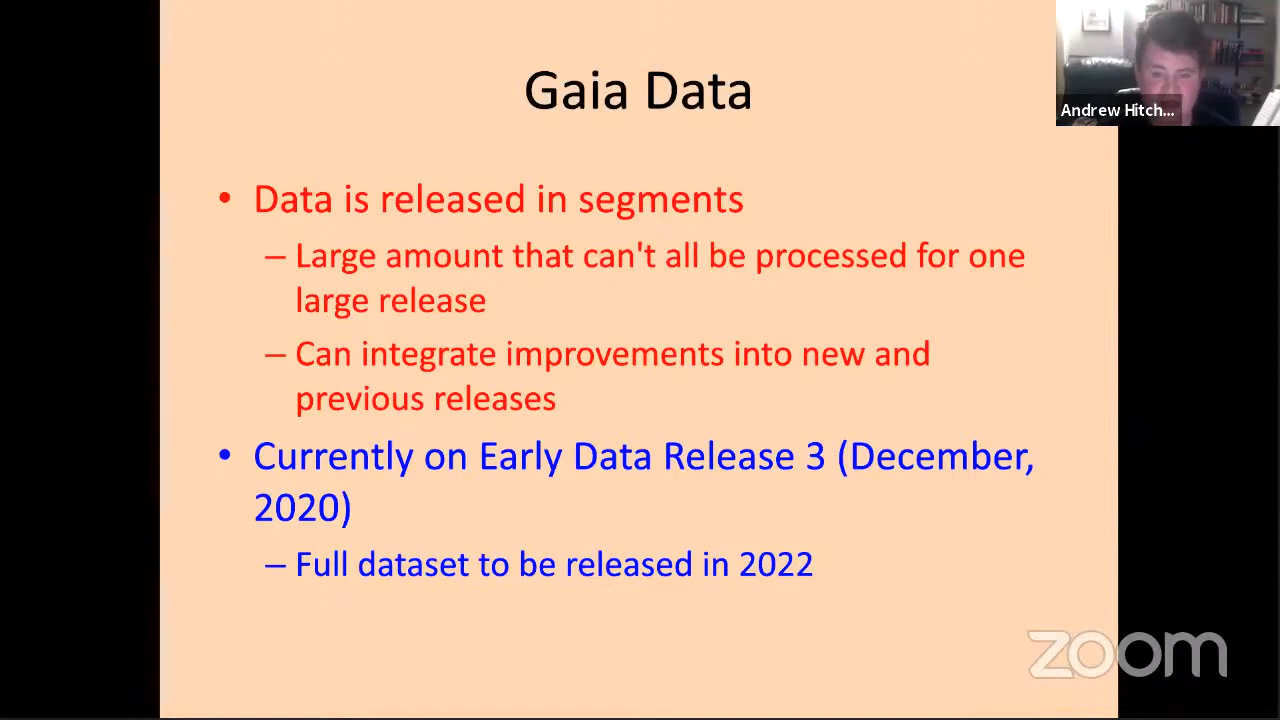 Gaia Data
Andrew Hitch...
• Data is released in segments
– Large amount that can't all be processed for one
large release
– Can integrate improvements into new and
previous releases
• Currently on Early Data Release 3 (December,
2020)
– Full dataset to be released in 2022
zoom